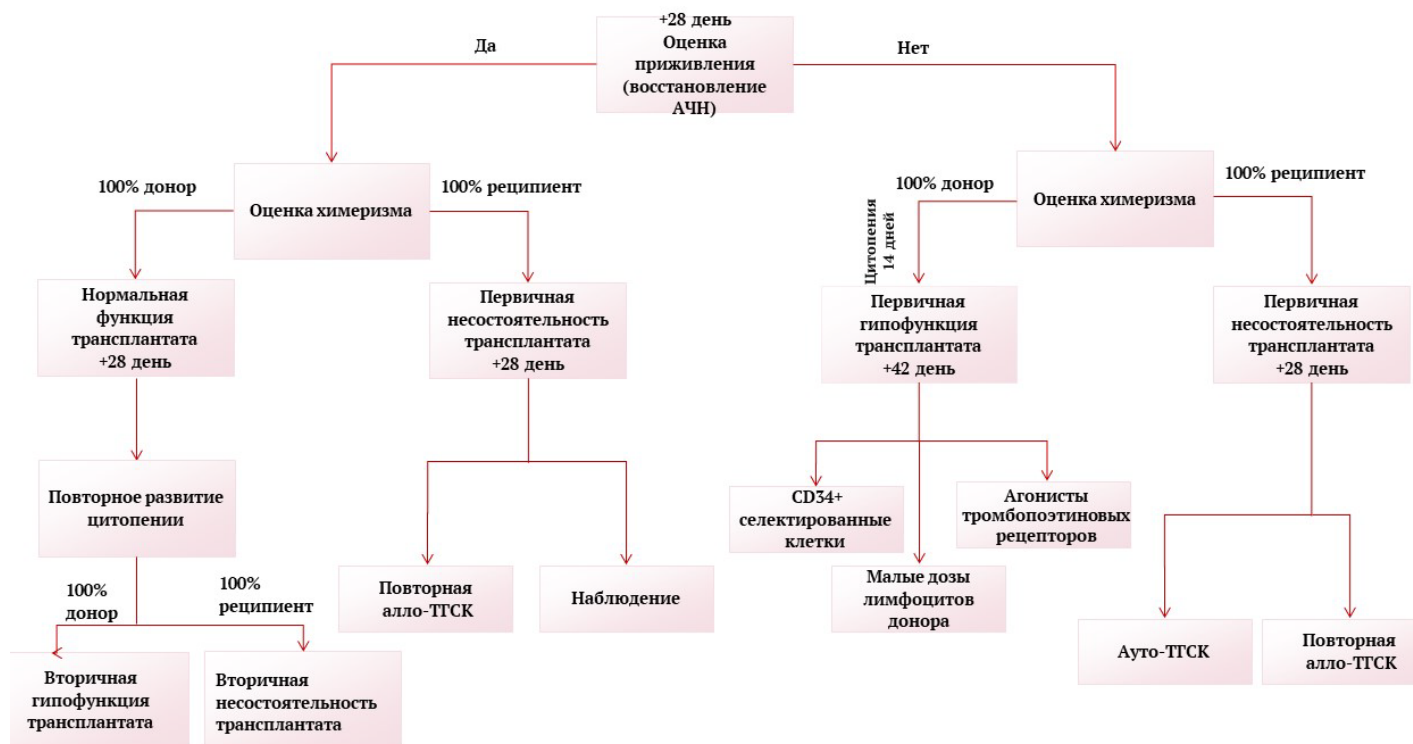 +28 день
Оценка
приживления
(восстановление
АЧН)
Да
Нет
100% донор
100% реципиент
Оценка химеризма
100% донор
100% реципиент
Оценка химеризма
Цитопения
14 дней
Нормальная
функция
трансплантата
+28 день
Первичная
несостоятельность
трансплантата
+28 день
Первичная
гипофункция
трансплантата
+42 день
Первичная
несостоятельность
трансплантата
+28 день
Повторное развитие
цитопении
CD34+
селектированные
клетки
Агонисты
тромбопоэтиновых
рецепторов
Малые дозы
лимфоцитов
донора
Повторная
алло-ТГСК
Наблюдение
100%
донор
100%
реципиент
Ауто-ТГСК
Повторная
алло-ТГСК
Вторичная
гипофункция
трансплантата
Вторичная
несостоятельность
трансплантата